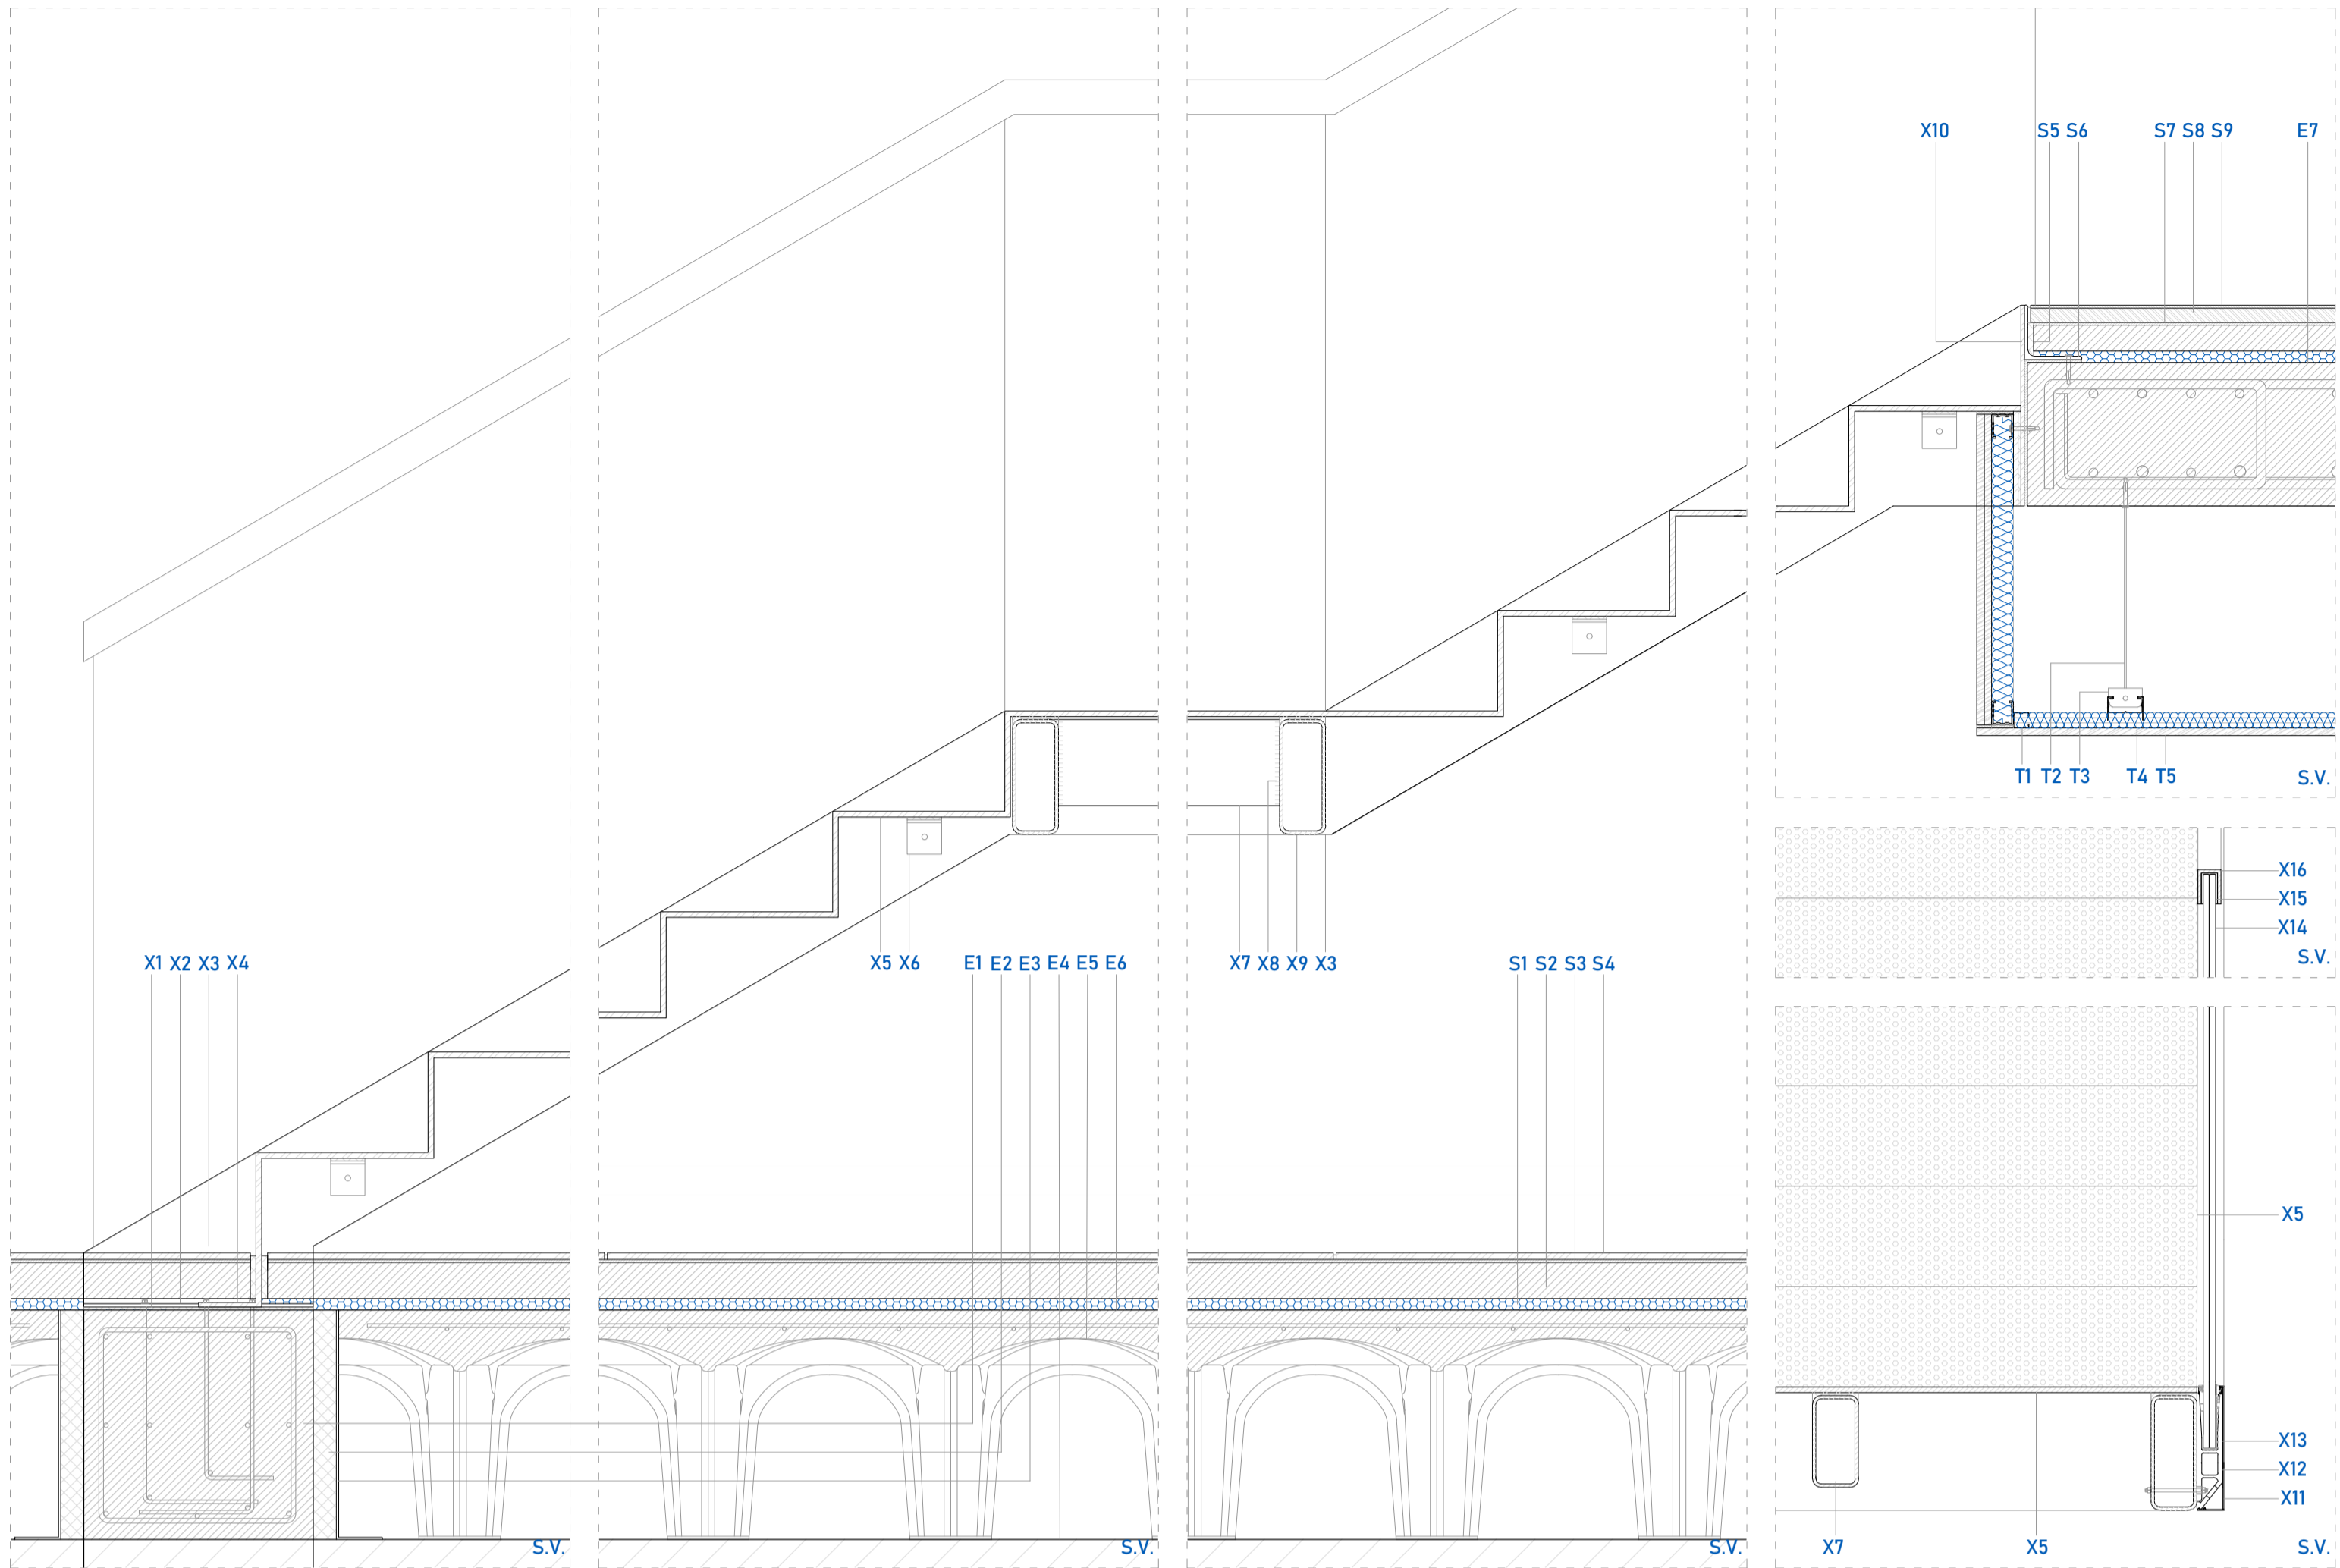 X10 S5 S6 S7 S8 S9 E7
T1 T2 T3 T4 T5
S.V.
X16
X15
X14
S.V.
X1 X2 X3 X4 X5 X6 E1 E2 E3 E4 E5 E6 X7 X8 X9 X3 S1 S2 S3 S4
X5
X13
X12
X11
S.V. S.V. S.V. X7 X5 S.V.